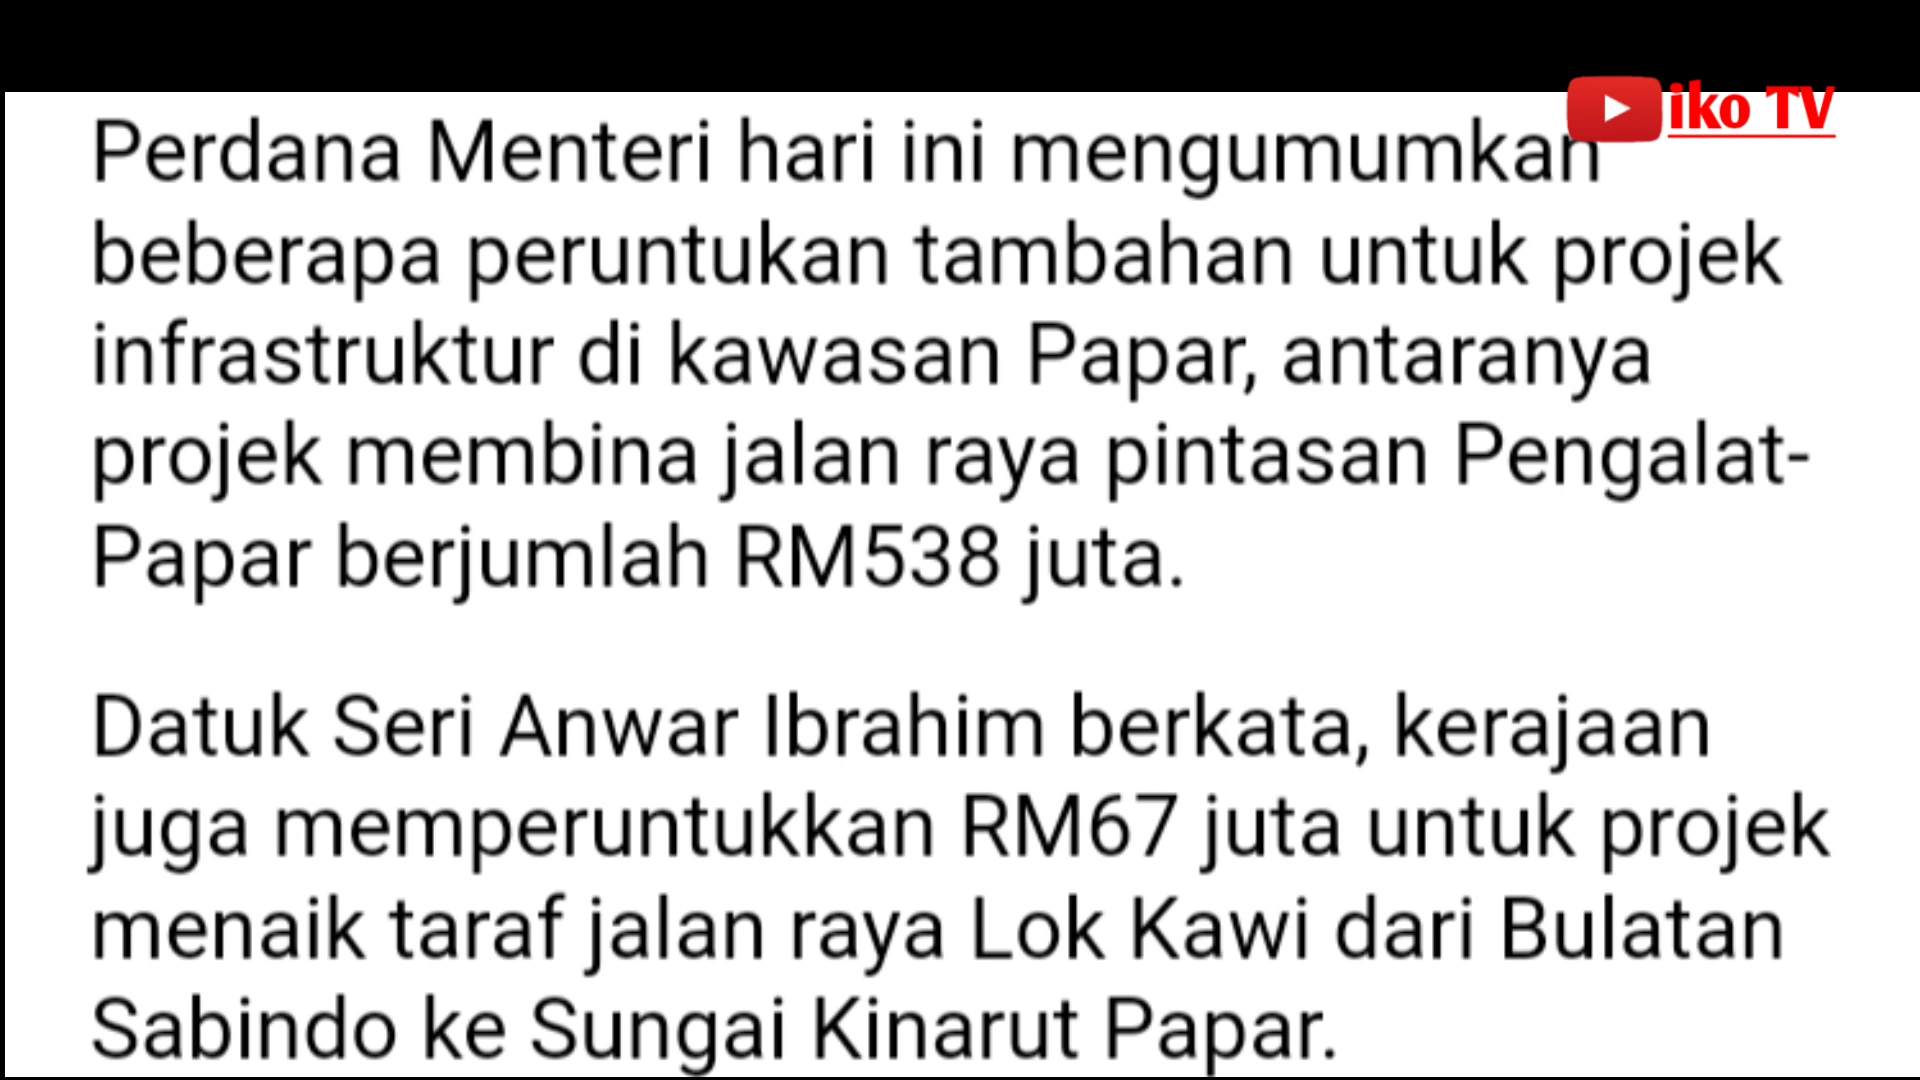 iko TV
Perdana Menteri hari ini mengumumkan
beberapa peruntukan tambahan untuk projek
infrastruktur di kawasan Papar, antaranya
projek membina jalan raya pintasan Pengalat-
Papar berjumlah RM538 juta.
Datuk Seri Anwar Ibrahim berkata, kerajaan
juga memperuntukkan RM67 juta untuk projek
menaik taraf jalan raya Lok Kawi dari Bulatan
Sabindo ke Sungai Kinarut Papar.